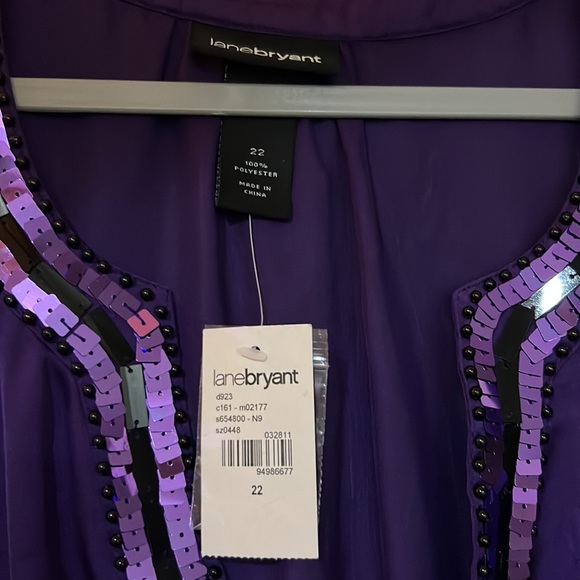 lanebryant
22
100%
POLYESTER
MADE IN
CHINA
lanebryant
d923
c161 - m02177
s654800 - N9
sz0448
032811
94986677
22